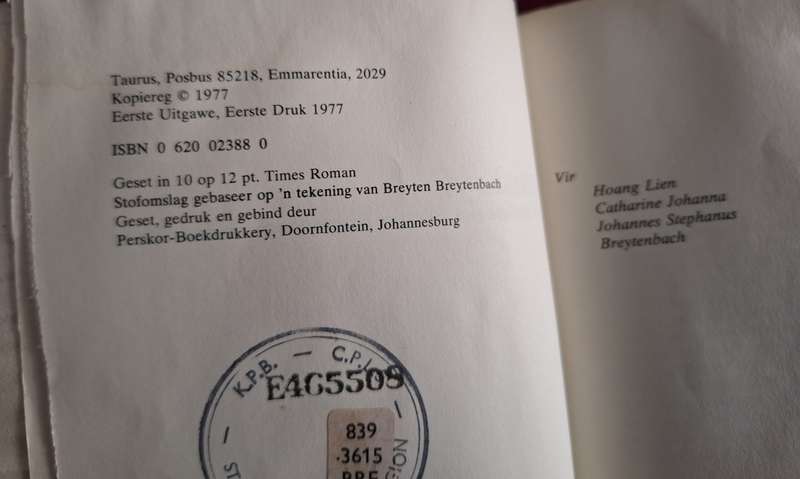 Taurus, Posbus 85218, Emmarentia, 2029
Kopiereg © 1977
Eerste Uitgawe, Eerste Druk 1977
ISBN 0 620 02388 0
Geset in 10 op 12 pt. Times Roman
Stofomslag gebaseer op 'n tekening van Breyten Breytenbach
Geset, gedruk en gebind deur
Perskor-Boekdrukkery, Doornfontein, Johannesburg
K.P.B. — C.P.
E465508
839
.3615
Vir
Hoang Lien
Catharine Johanna
Johannes Stephanus
Breytenbach